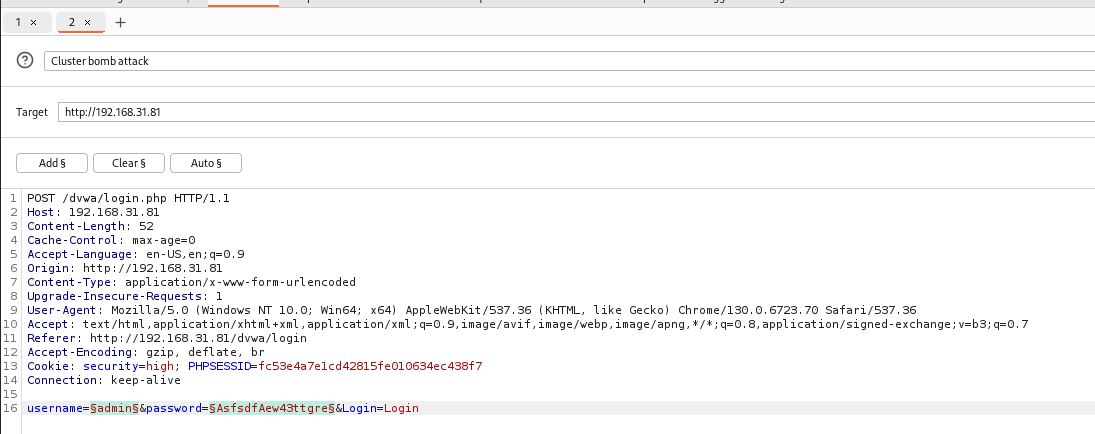 1 × 2 × +
Cluster bomb attack
Target http://192.168.31.81
Add § Clear § Auto §
1 POST /dvwa/login.php HTTP/1.1
2 Host: 192.168.31.81
3 Content-Length: 52
4 Cache-Control: max-age=0
5 Accept-Language: en-US,en;q=0.9
6 Origin: http://192.168.31.81
7 Content-Type: application/x-www-form-urlencoded
8 Upgrade-Insecure-Requests: 1
9 User-Agent: Mozilla/5.0 (Windows NT 10.0; Win64; x64) AppleWebKit/537.36 (KHTML, like Gecko) Chrome/130.0.6723.70 Safari/537.36
10 Accept: text/html,application/xhtml+xml,application/xml;q=0.9,image/avif,image/webp,image/apng,*/*;q=0.8,application/signed-exchange;v=b3;q=0.7
11 Referer: http://192.168.31.81/dvwa/login
12 Accept-Encoding: gzip, deflate, br
13 Cookie: security=high; PHPSESSID=fc53e4a7e1cd42815fe010634ec438f7
14 Connection: keep-alive
15
16 username=§admin§&password=§AsfsdfAew43ttgre§&Login=Login